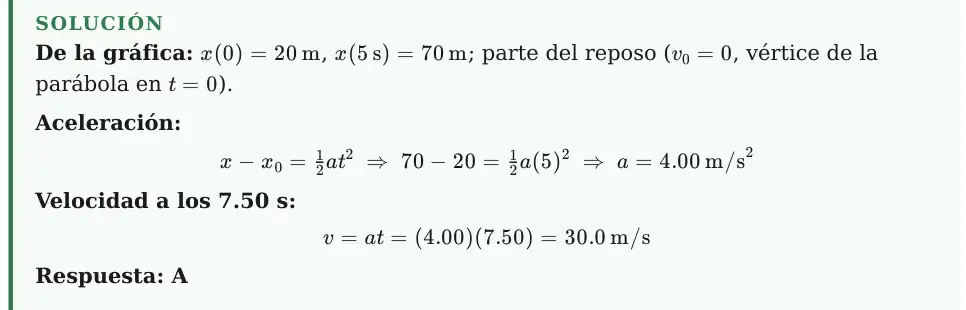 SOLUCIÓN
De la gráfica: x(0) = 20 m, x(5 s) = 70 m; parte del reposo (v₀ = 0, vértice de la
parábola en t = 0).
Aceleración:
x − x₀ = ½at² ⇒ 70 − 20 = ½a(5)² ⇒ a = 4.00 m/s²
Velocidad a los 7.50 s:
v = at = (4.00)(7.50) = 30.0 m/s
Respuesta: A